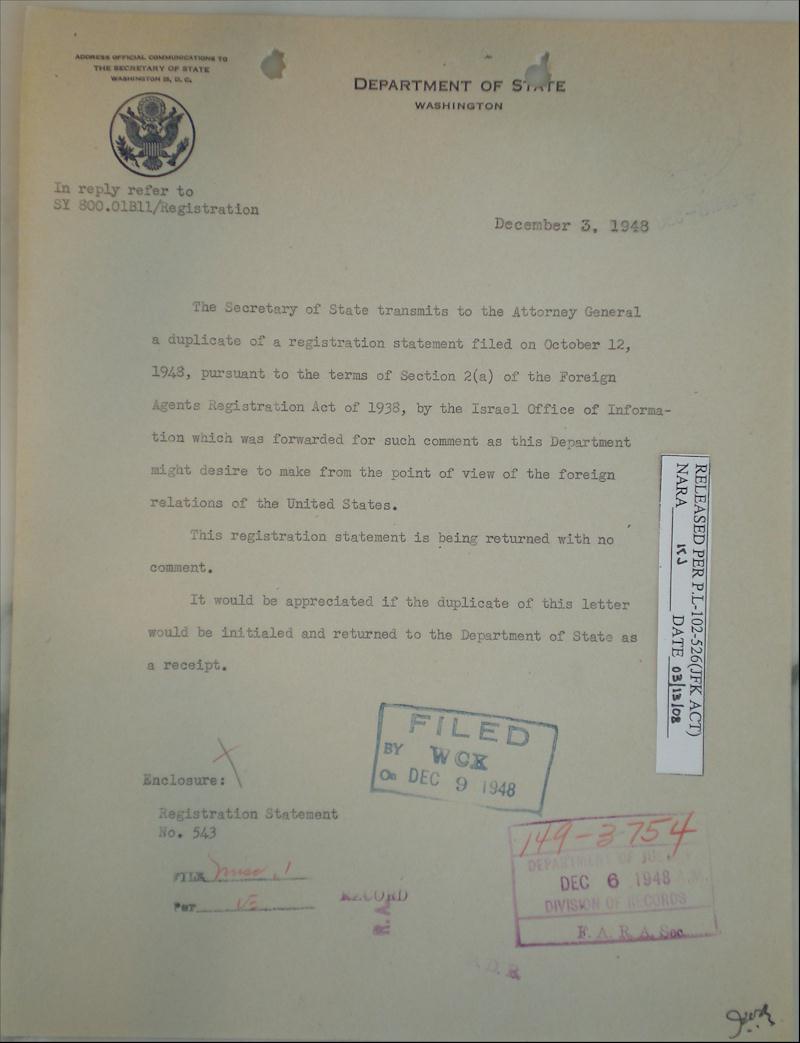 ADDRESS OFFICIAL COMMUNICATIONS TO
THE SECRETARY OF STATE
WASHINGTON 25, D. C.
DEPARTMENT OF STATE
WASHINGTON
In reply refer to
SY 800.01B11/Registration
December 3, 1948
The Secretary of State transmits to the Attorney General
a duplicate of a registration statement filed on October 12,
1948, pursuant to the terms of Section 2(a) of the Foreign
Agents Registration Act of 1938, by the Israel Office of Informa-
tion which was forwarded for such comment as this Department
might desire to make from the point of view of the foreign
relations of the United States.
This registration statement is being returned with no
comment.
It would be appreciated if the duplicate of this letter
would be initialed and returned to the Department of State as
a receipt.
RELEASED PER P.L-102-526(JFK ACT)
NARA KJ DATE 03/13/08
FILED
BY WCK
On DEC 9 1948
Enclosure:
Registration Statement
No. 543
FILE misc. 1
Per
RECORD
R.A.
149-3-754
DEPARTMENT OF JUSTICE
DEC 6 1948 A.M.
DIVISION OF RECORDS
F. A. R. A. Sec.